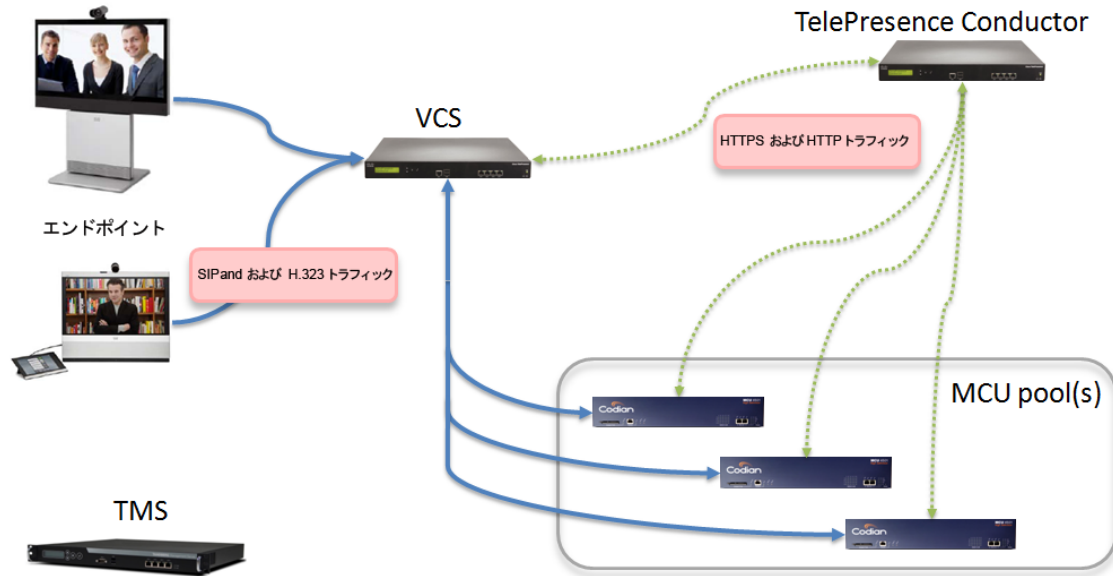 TelePresence Conductor
VCS
HTTPS および HTTP トラフィック
エンドポイント
SIPand および H.323 トラフィック
MCU pool(s)
Codian
Codian
Codian
TMS